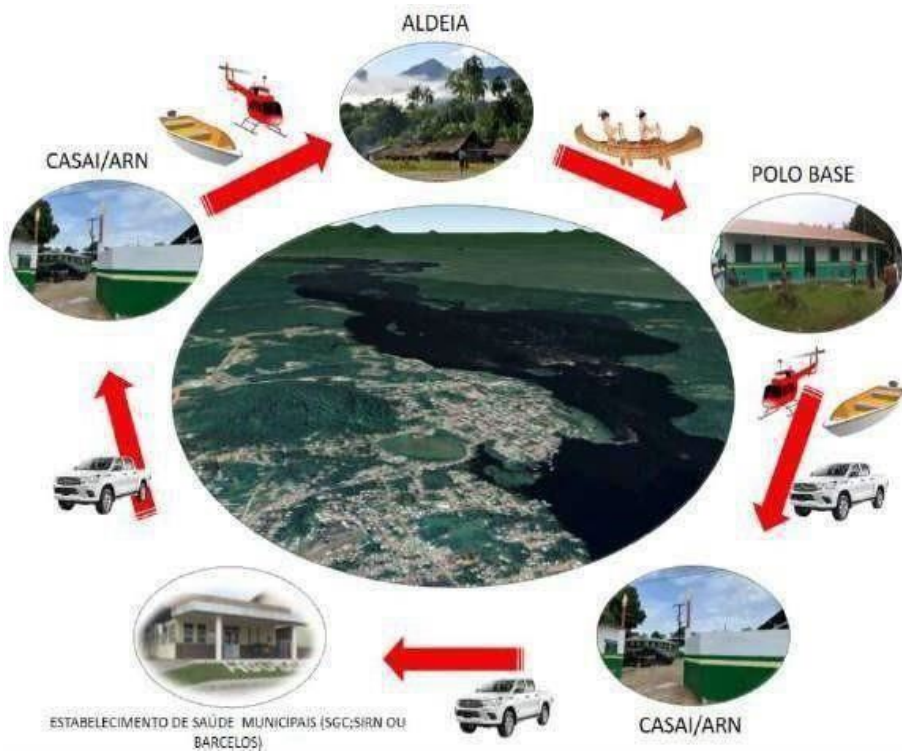 ALDEIA
CASAI/ARN
POLO BASE
ESTABELECIMENTO DE SAÚDE MUNICIPAIS (SGC;SIRN OU
BARCELOS)
CASAI/ARN